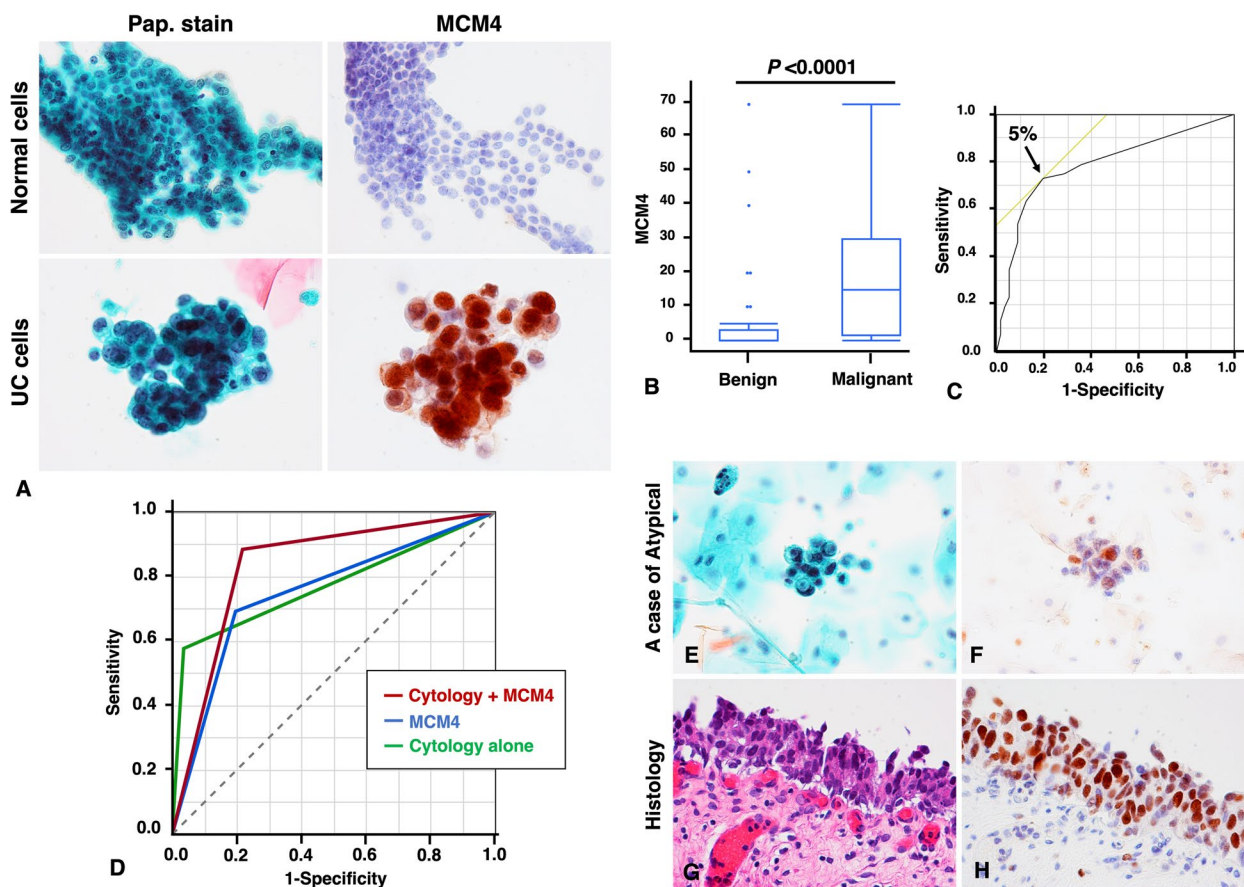 Pap. stain
MCM4
Normal cells
UC cells
A
P <0.0001
MCM4
70
60
50
40
30
20
10
0
Benign
Malignant
B
5%
Sensitivity
1.0
0.8
0.6
0.4
0.2
0.0
0.0 0.2 0.4 0.6 0.8 1.0
1-Specificity
C
Sensitivity
1.0
0.8
0.6
0.4
0.2
0.0
Cytology + MCM4
MCM4
Cytology alone
0.0 0.2 0.4 0.6 0.8 1.0
1-Specificity
D
A case of Atypical
E
F
Histology
G
H